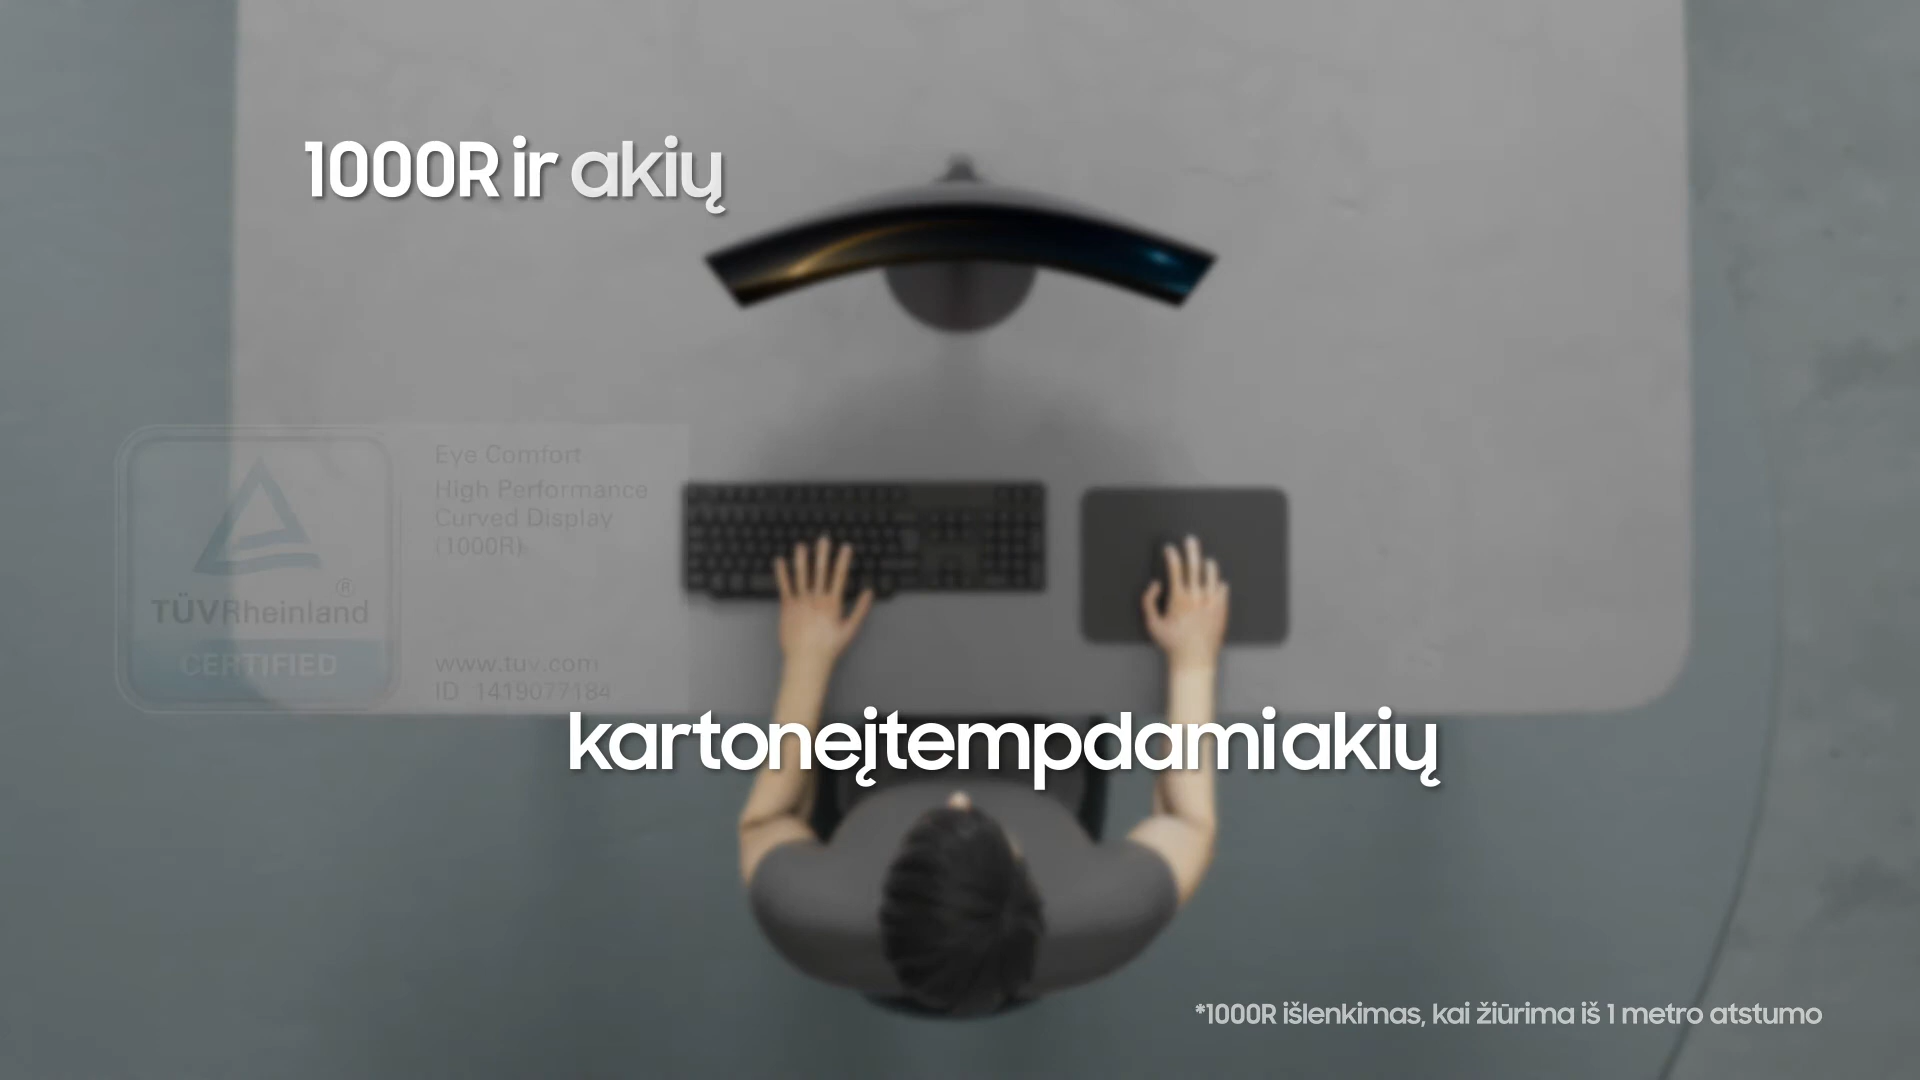 1000R ir akių
Eye Comfort
High Performance
Curved Display
(1000R)
®
TÜVRheinland
CERTIFIED
www.tuv.com
ID 1419077184
kartoneįtempdamiakių
*1000R išlenkimas, kai žiūrima iš 1 metro atstumo